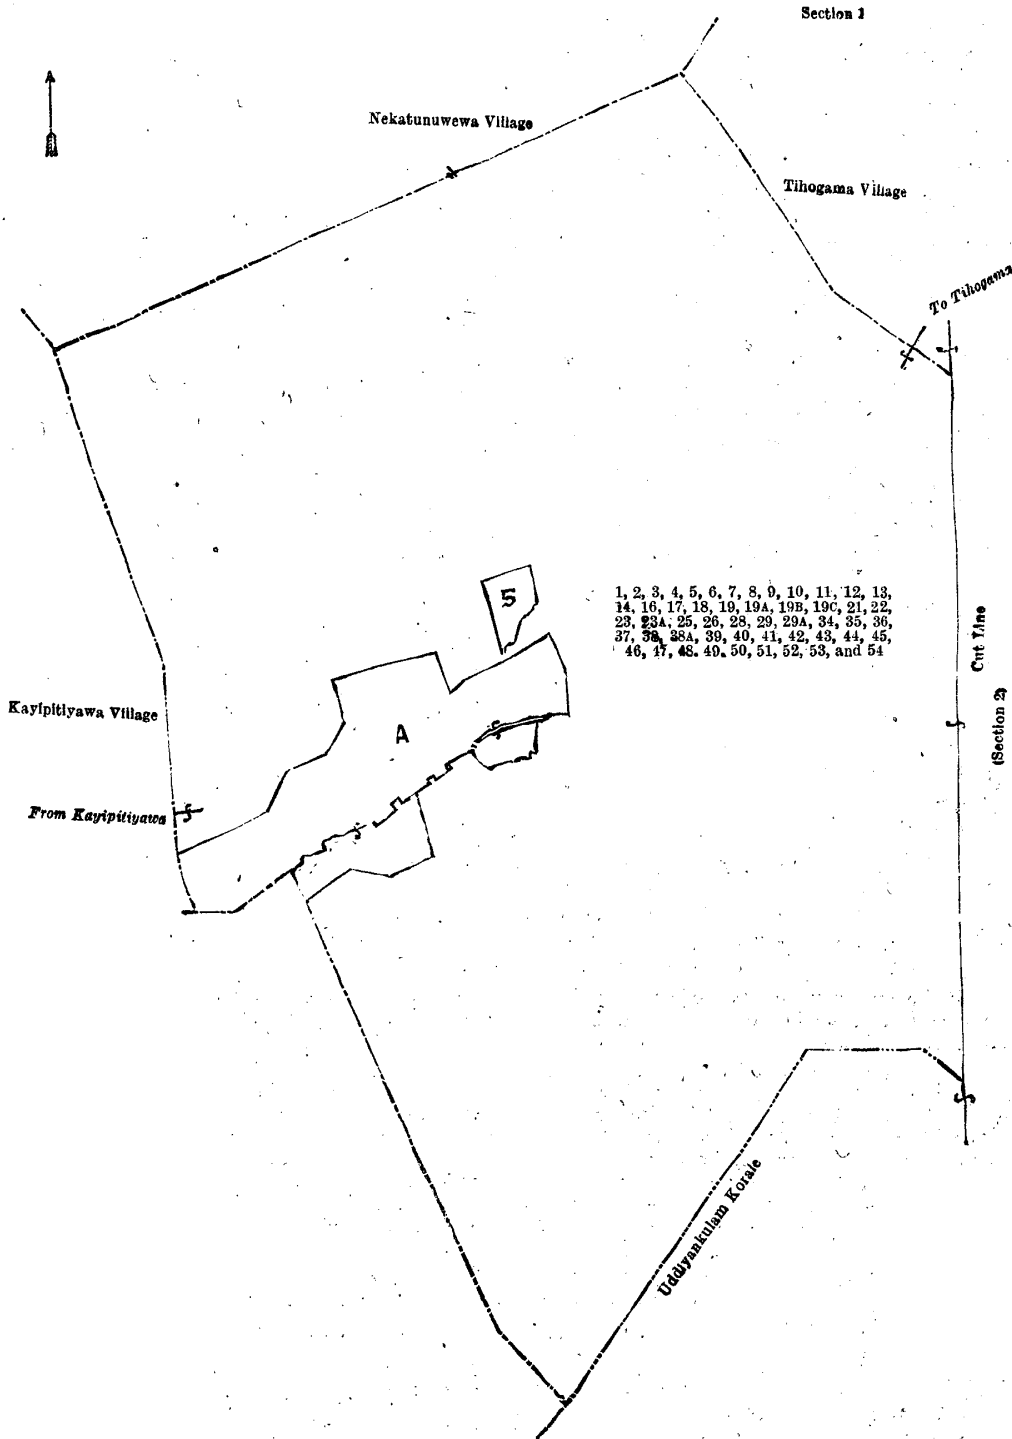 Section 1
Nekatunuwewa Village
Tihogama Village
To Tihogama
5
1, 2, 3, 4, 5, 6, 7, 8, 9, 10, 11, 12, 13,
14, 16, 17, 18, 19, 19A, 19B, 19C, 21, 22,
23, 23A, 25, 26, 28, 29, 29A, 34, 35, 36,
37, 38, 38A, 39, 40, 41, 42, 43, 44, 45,
46, 47, 48. 49. 50, 51, 52, 53, and 54
Cut Line
(Section 2)
Kayipitiyawa Village
A
From Kayipitiyawa
Uddiyankulam Korale